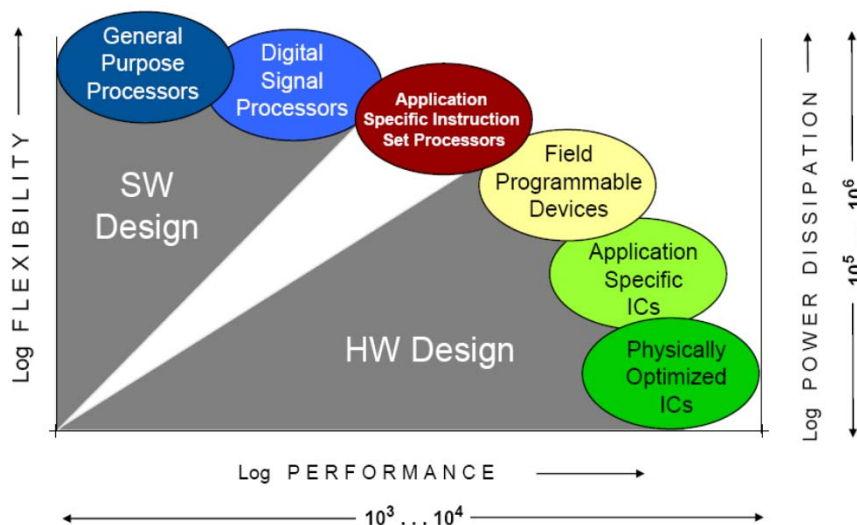 General
Purpose
Processors
Digital
Signal
Processors
Application
Specific Instruction
Set Processors
Field
Programmable
Devices
Application
Specific
ICs
Physically
Optimized
ICs
SW
Design
HW Design
Log FLEXIBILITY
Log POWER DISSIPATION
10⁵ 10⁶
Log PERFORMANCE
10³ . . . 10⁴